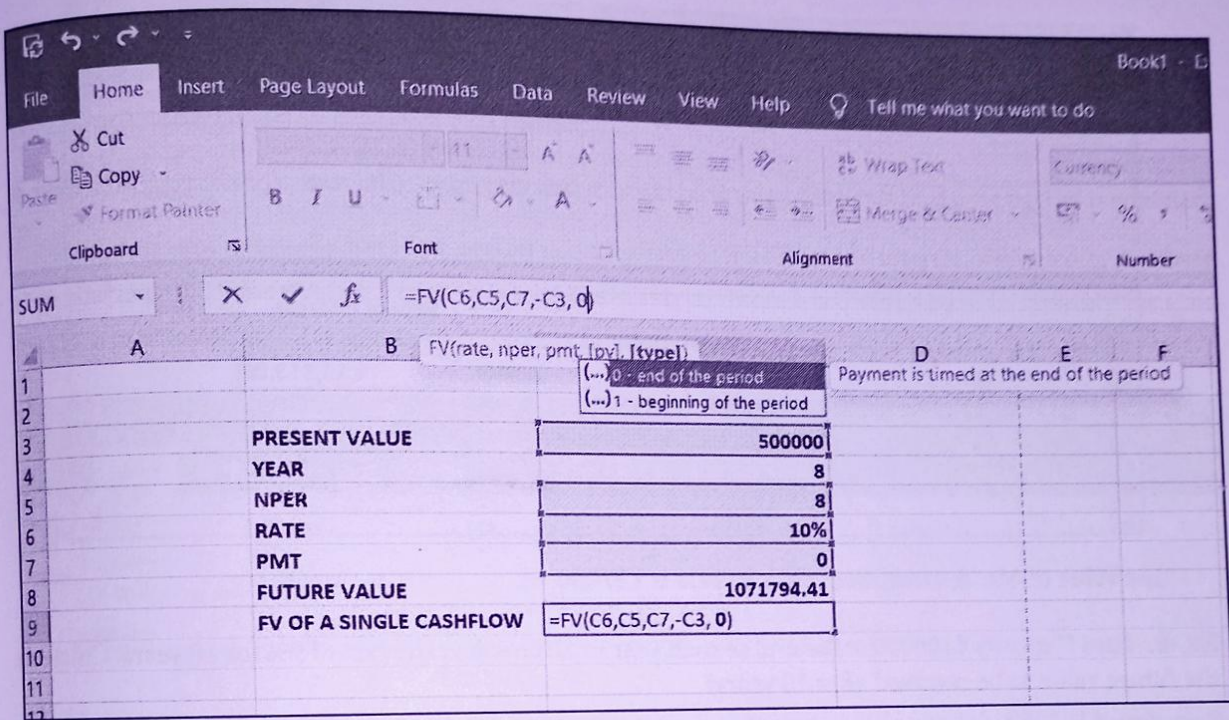 Book1 - E
File Home Insert Page Layout Formulas Data Review View Help Tell me what you want to do
Cut
Copy
Paste
Format Painter
11 A A
B I U A
Wrap Text
Merge & Center
Currency
% ,
Clipboard Font Alignment Number
SUM fx =FV(C6,C5,C7,-C3, 0)
A B D E F
FV(rate, nper, pmt, [pv], [type])
(...) 0 - end of the period
Payment is timed at the end of the period
(...) 1 - beginning of the period
1
2
3 PRESENT VALUE 500000
4 YEAR 8
5 NPER 8
6 RATE 10%
7 PMT 0
8 FUTURE VALUE 1071794.41
9 FV OF A SINGLE CASHFLOW =FV(C6,C5,C7,-C3, 0)
10
11
12